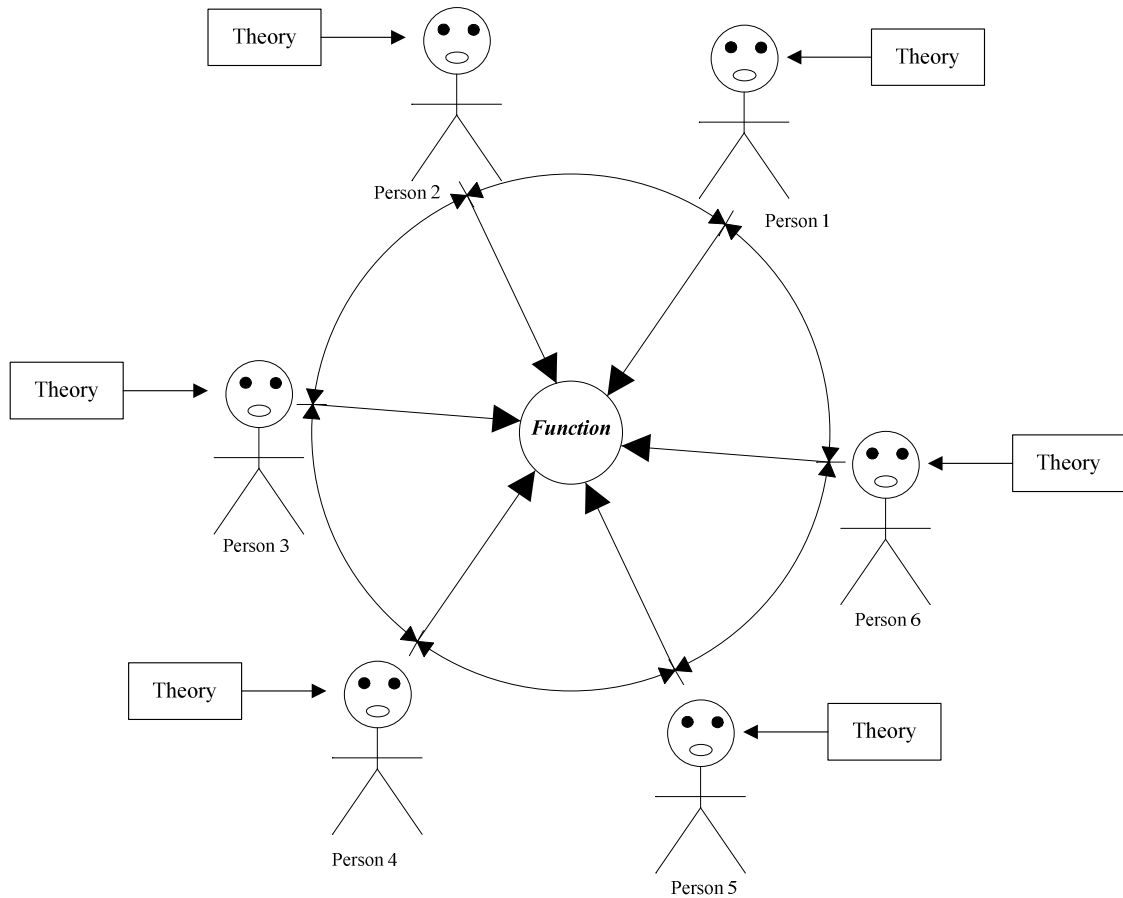 Theory
Theory
Person 2
Person 1
Theory
Function
Theory
Person 3
Person 6
Theory
Theory
Person 4
Person 5